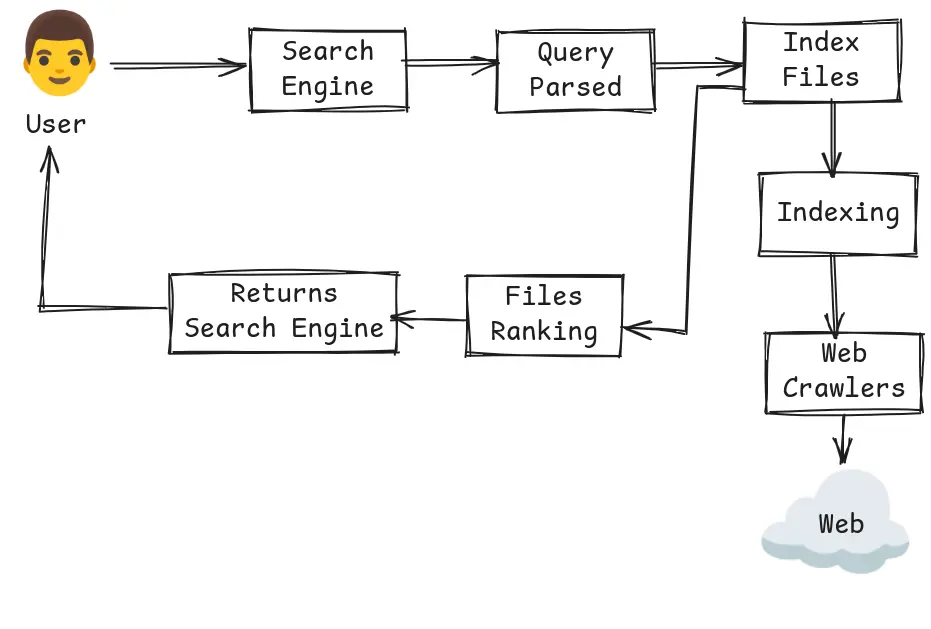 Search
Engine
Query
Parsed
Index
Files
User
Indexing
Returns
Search Engine
Files
Ranking
Web
Crawlers
Web